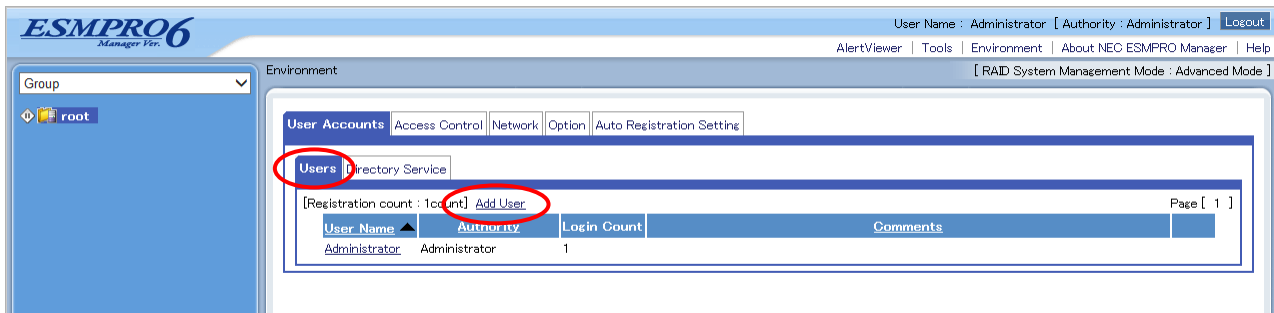 ESMPRO6
Manager Ver.
User Name : Administrator [ Authority : Administrator ] Logout
AlertViewer | Tools | Environment | About NEC ESMPRO Manager | Help
Group
Environment
[ RAID System Management Mode : Advanced Mode ]
root
User Accounts Access Control Network Option Auto Registration Setting
Users Directory Service
[Registration count : 1count] Add User Page [ 1 ]
User Name Authority Login Count Comments
Administrator Administrator 1